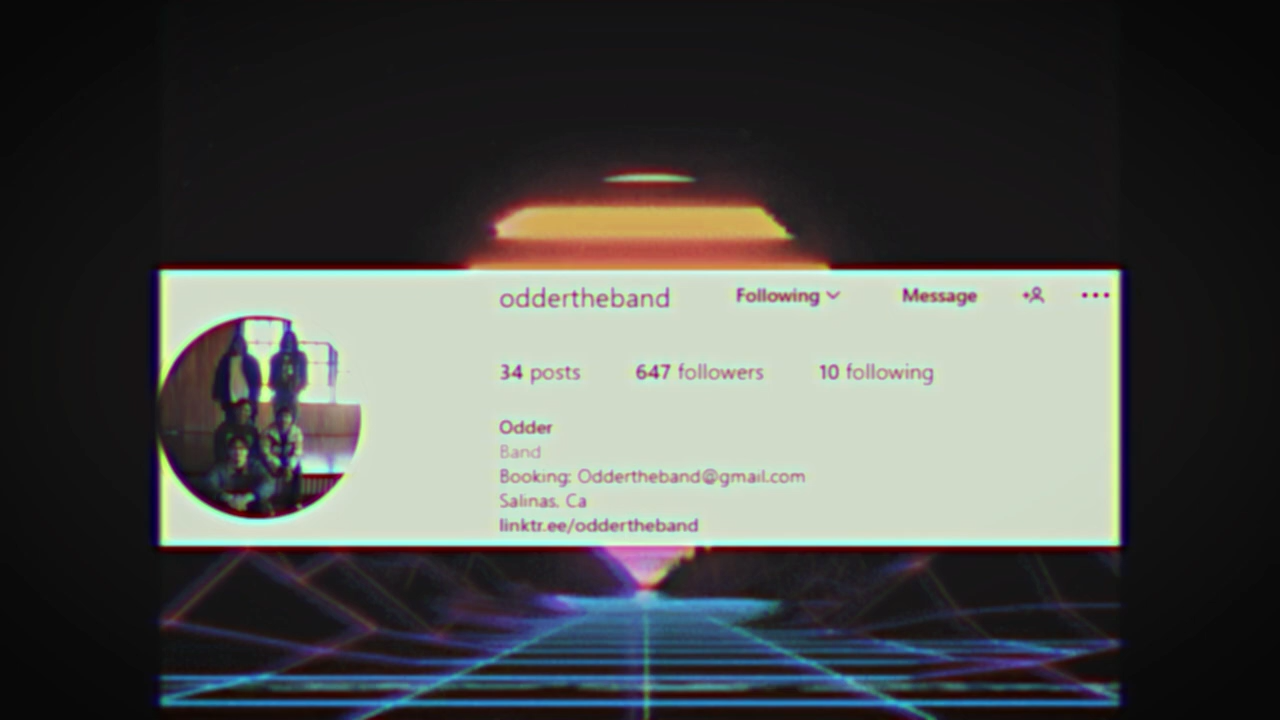 oddertheband Following Message
34 posts 647 followers 10 following
Odder
Band
Booking: Oddertheband@gmail.com
Salinas, Ca
linktr.ee/oddertheband